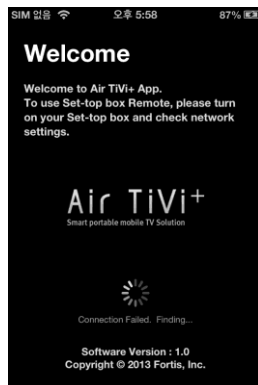 SIM 없음 오후 5:58 87%
Welcome
Welcome to Air TiVi+ App.
To use Set-top box Remote, please turn
on your Set-top box and check network
settings.
Air TiVi+
Smart portable mobile TV Solution
Connection Failed. Finding...
Software Version : 1.0
Copyright © 2013 Fortis, Inc.